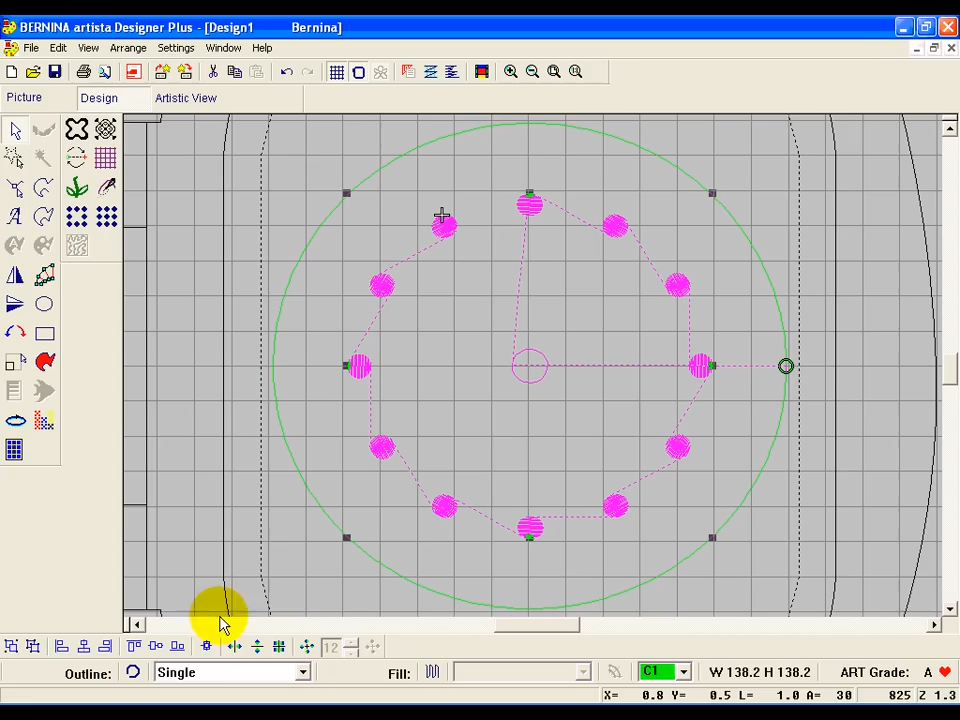 BERNINA artista Designer Plus - [Design1 Bernina]
File Edit View Arrange Settings Window Help
Picture Design Artistic View
A
12
Outline: Single Fill: C1 W 138.2 H 138.2 ART Grade: A
X= 0.8 Y= 0.5 L= 1.0 A= 30 825 Z 1.3